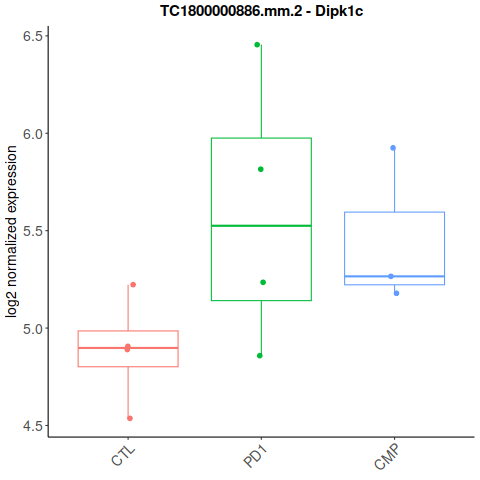 TC1800000886.mm.2 - Dipk1c
log2 normalized expression
6.5
6.0
5.5
5.0
4.5
CTL
PD1
CMP